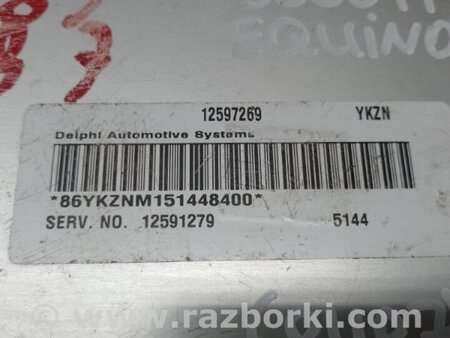 EQUINO
12597269 YKZN
Delphi Automotive Systems
*86YKZNM151448400*
SERV. NO. 12591279 5144
www.razborki.com